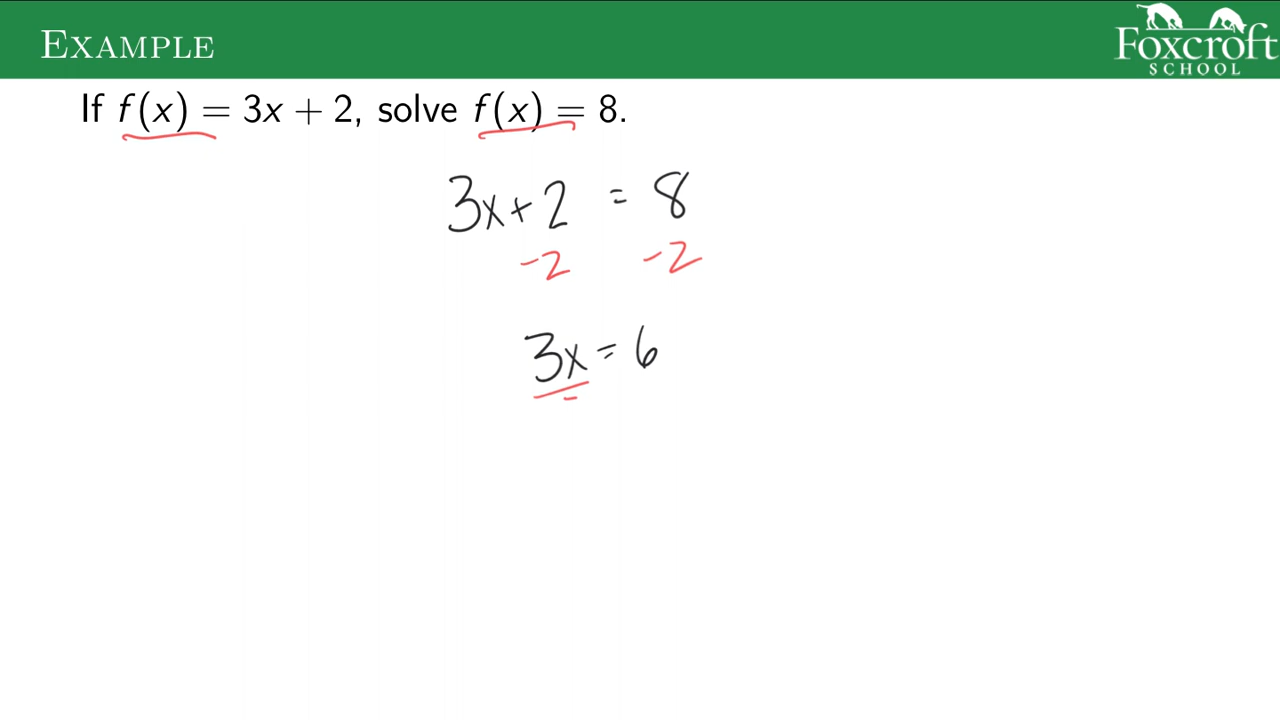 EXAMPLE
Foxcroft
SCHOOL
If f(x) = 3x + 2, solve f(x) = 8.
3x+2 = 8
-2 -2
3x = 6